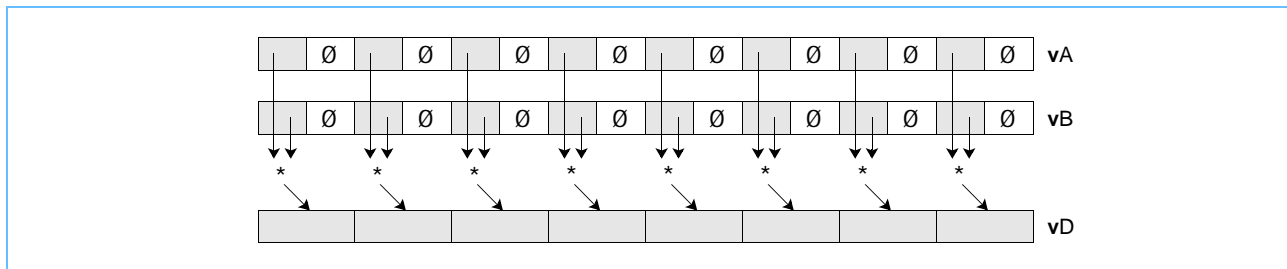 Ø Ø Ø Ø Ø Ø Ø Ø vA
Ø Ø Ø Ø Ø Ø Ø Ø vB
* * * * * * * *
vD